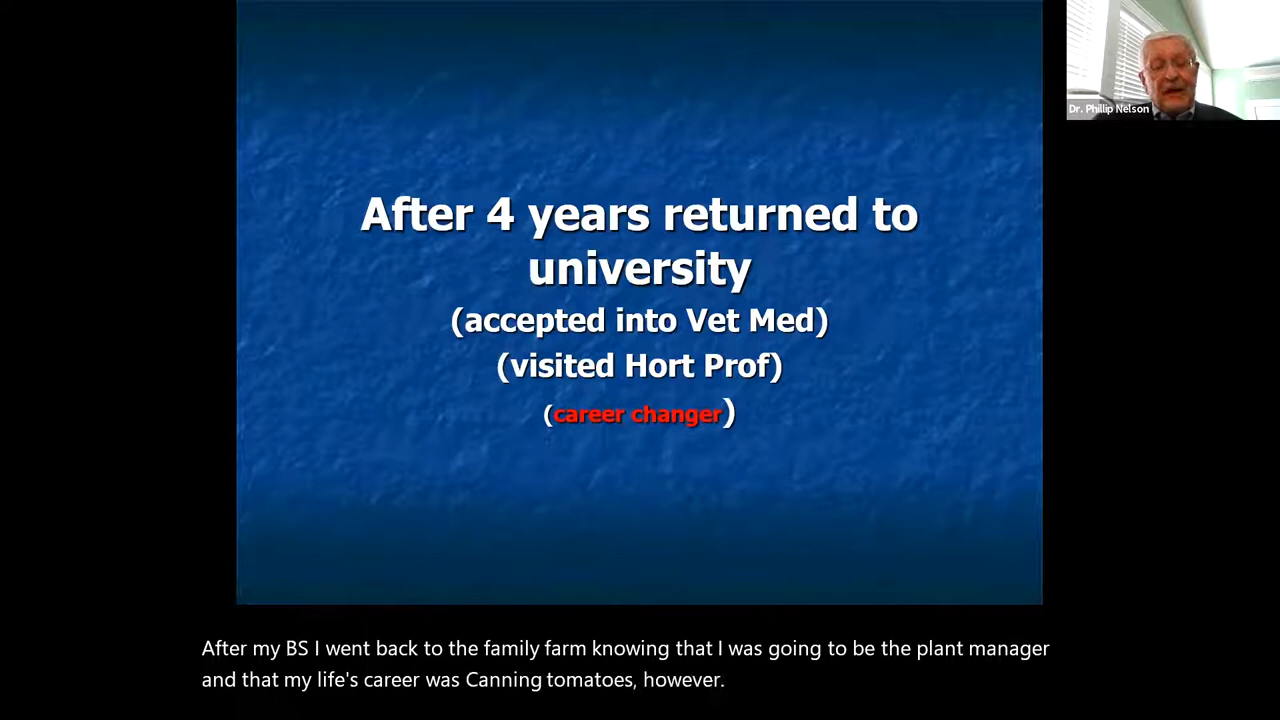 After 4 years returned to
university
(accepted into Vet Med)
(visited Hort Prof)
(career changer)
Dr. Phillip Nelson
After my BS I went back to the family farm knowing that I was going to be the plant manager
and that my life's career was Canning tomatoes, however.